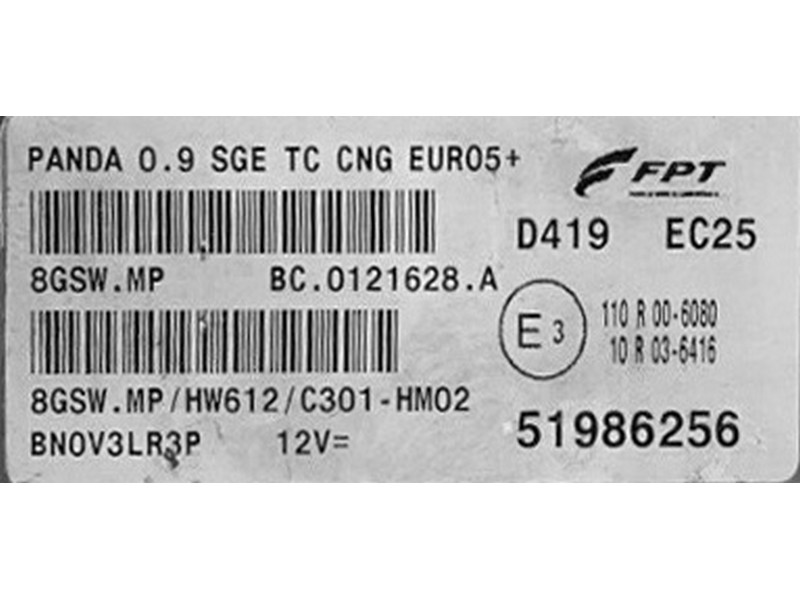 PANDA 0.9 SGE TC CNG EURO5+
FPT
D419 EC25
8GSW.MP BC.0121628.A
E3
110 R 00-6080
10 R 03-6416
8GSW.MP/HW612/C301-HM02
BN0V3LR3P 12V=
51986256